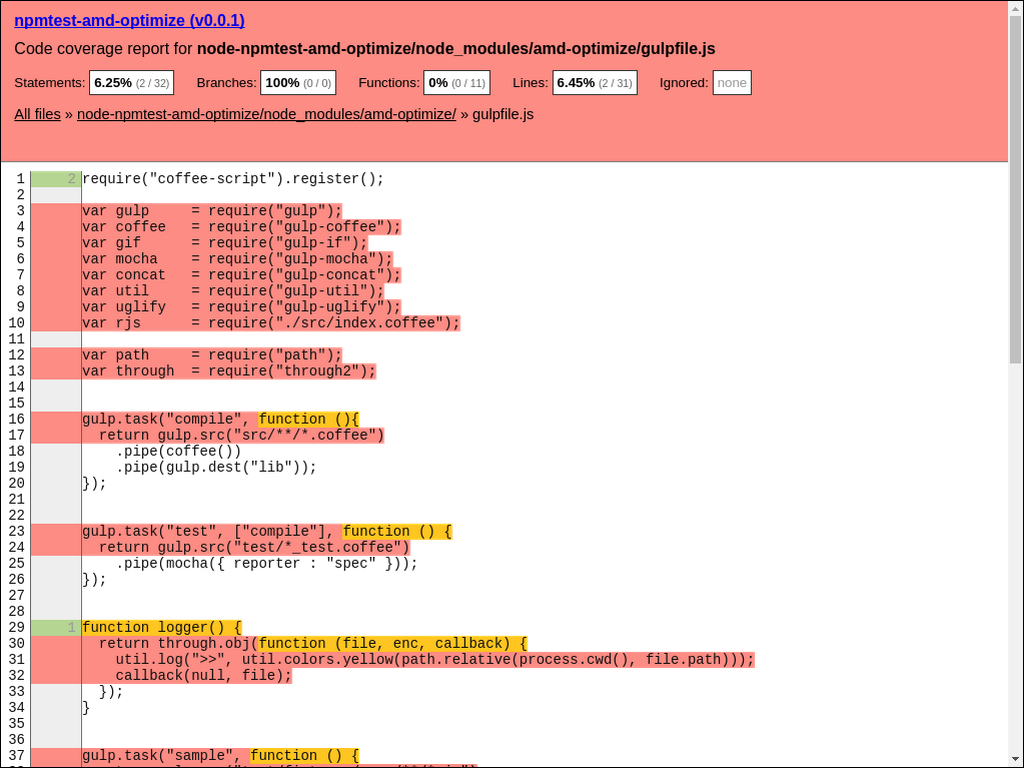 npmtest-amd-optimize (v0.0.1)
Code coverage report for node-npmtest-amd-optimize/node_modules/amd-optimize/gulpfile.js
Statements: 6.25% (2 / 32) Branches: 100% (0 / 0) Functions: 0% (0 / 11) Lines: 6.45% (2 / 31) Ignored: none
All files » node-npmtest-amd-optimize/node_modules/amd-optimize/ » gulpfile.js
1 2 require("coffee-script").register();
2
3 var gulp     = require("gulp");
4 var coffee   = require("gulp-coffee");
5 var gif      = require("gulp-if");
6 var mocha    = require("gulp-mocha");
7 var concat   = require("gulp-concat");
8 var util     = require("gulp-util");
9 var uglify   = require("gulp-uglify");
10 var rjs      = require("./src/index.coffee");
11
12 var path     = require("path");
13 var through  = require("through2");
14
15
16 gulp.task("compile", function (){
17   return gulp.src("src/**/*.coffee")
18     .pipe(coffee())
19     .pipe(gulp.dest("lib"));
20 });
21
22
23 gulp.task("test", ["compile"], function () {
24   return gulp.src("test/*_test.coffee")
25     .pipe(mocha({ reporter : "spec" }));
26 });
27
28
29 1 function logger() {
30   return through.obj(function (file, enc, callback) {
31     util.log(">>", util.colors.yellow(path.relative(process.cwd(), file.path)));
32     callback(null, file);
33   });
34 }
35
36
37 gulp.task("sample", function () {